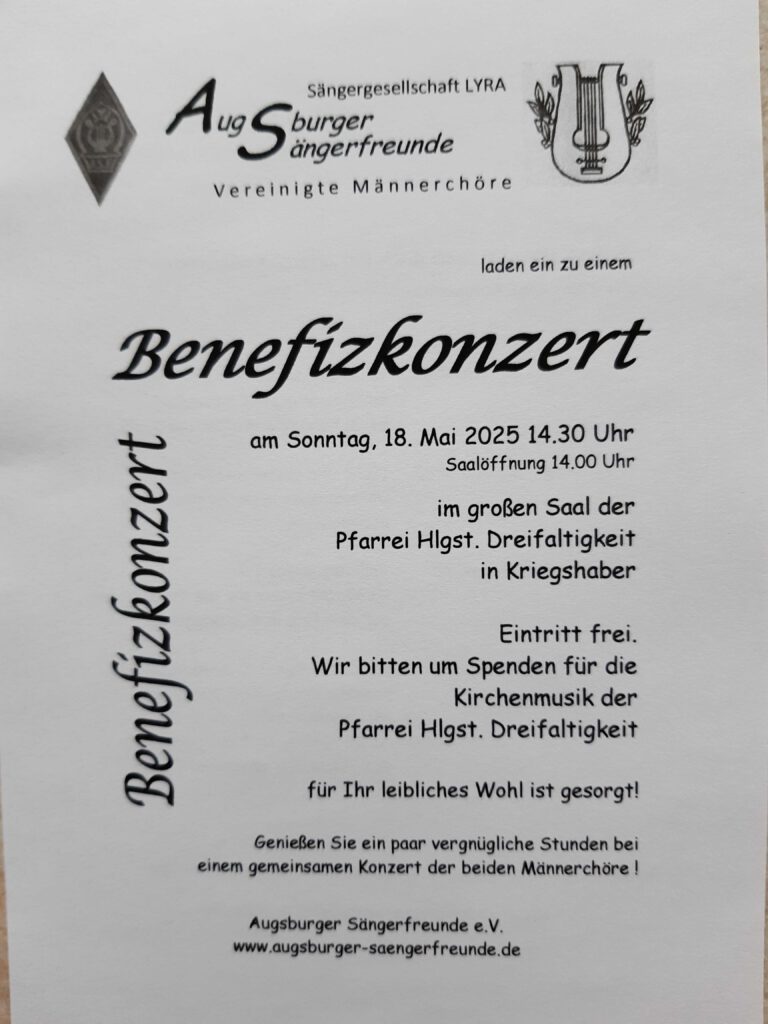 Sängergesellschaft LYRA
AugSburger
Sängerfreunde
Vereinigte Männerchöre
laden ein zu einem
Benefizkonzert
Benefizkonzert
am Sonntag, 18. Mai 2025 14.30 Uhr
Saalöffnung 14.00 Uhr
im großen Saal der
Pfarrei Hlgst. Dreifaltigkeit
in Kriegshaber
Eintritt frei.
Wir bitten um Spenden für die
Kirchenmusik der
Pfarrei Hlgst. Dreifaltigkeit
für Ihr leibliches Wohl ist gesorgt!
Genießen Sie ein paar vergnügliche Stunden bei
einem gemeinsamen Konzert der beiden Männerchöre !
Augsburger Sängerfreunde e.V.
www.augsburger-saengerfreunde.de